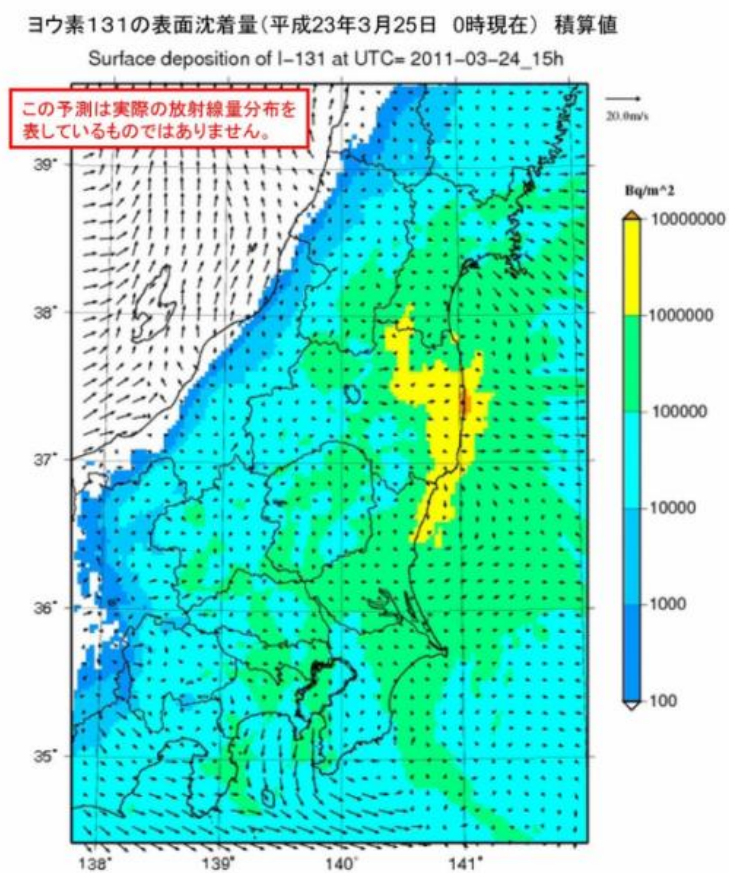 ヨウ素131の表面沈着量(平成23年3月25日 0時現在) 積算値
Surface deposition of I-131 at UTC= 2011-03-24_15h
この予測は実際の放射線量分布を
表しているものではありません。
20.0m/s
Bq/m^2
10000000
1000000
100000
10000
1000
100
39°
38°
37°
36°
35°
138° 139° 140° 141°